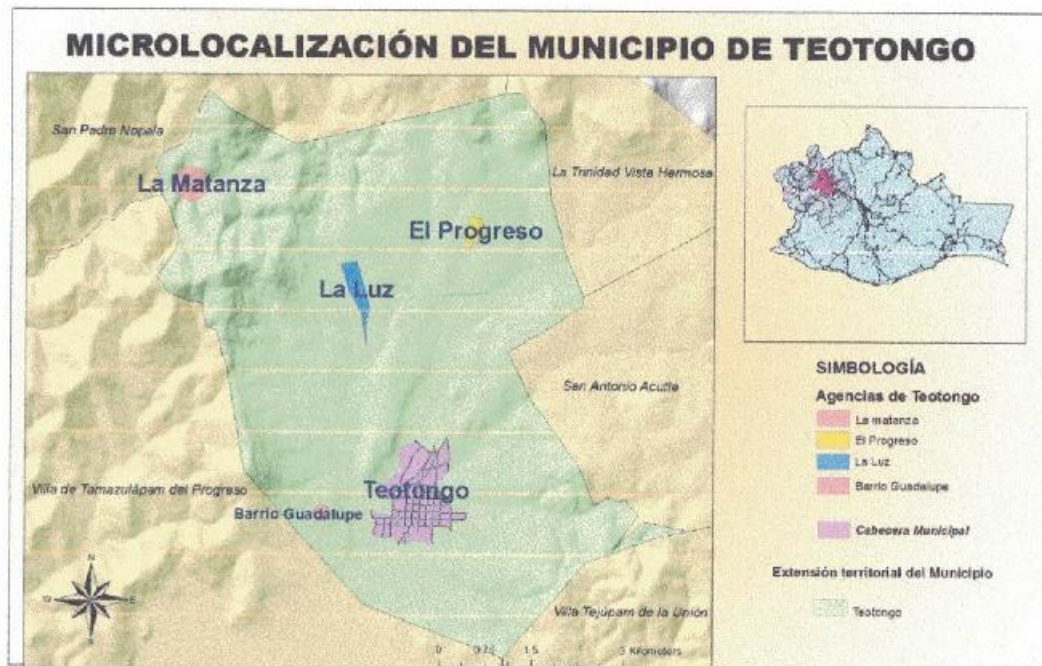 MICROLOCALIZACIÓN DEL MUNICIPIO DE TEOTONGO
San Pedro Nopala
La Matanza
La Trinidad Vista Hermosa
El Progreso
La Luz
San Antonio Acutla
Teotongo
Villa de Tamazulápam del Progreso
Barrio Guadalupe
Villa Tejúpam de la Unión
N
W
E
S
0 0.75 1.5 3 Kilometers
SIMBOLOGÍA
Agencias de Teotongo
La matanza
El Progreso
La Luz
Barrio Guadalupe
Cabecera Municipal
Extensión territorial del Municipio
Teotongo